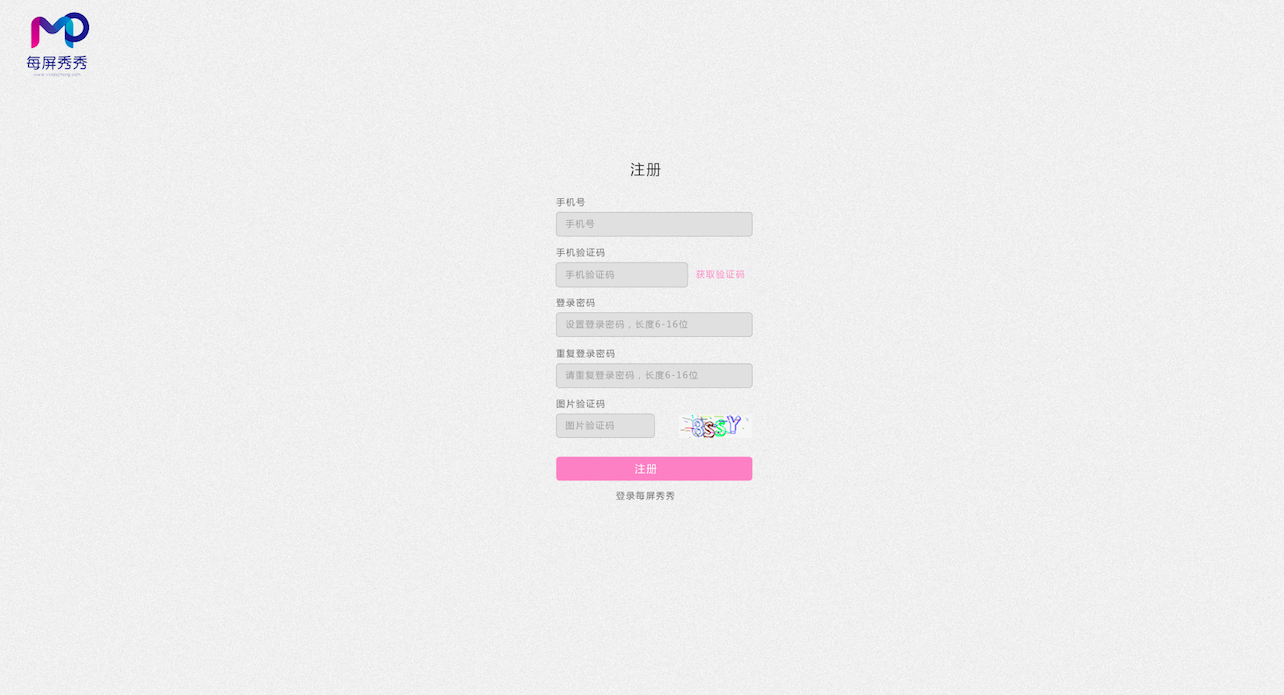 每屏秀秀
注册
手机号
手机号
手机验证码
手机验证码 获取验证码
登录密码
设置登录密码，长度6-16位
重复登录密码
请重复登录密码，长度6-16位
图片验证码
图片验证码 8SSY
注册
登录每屏秀秀